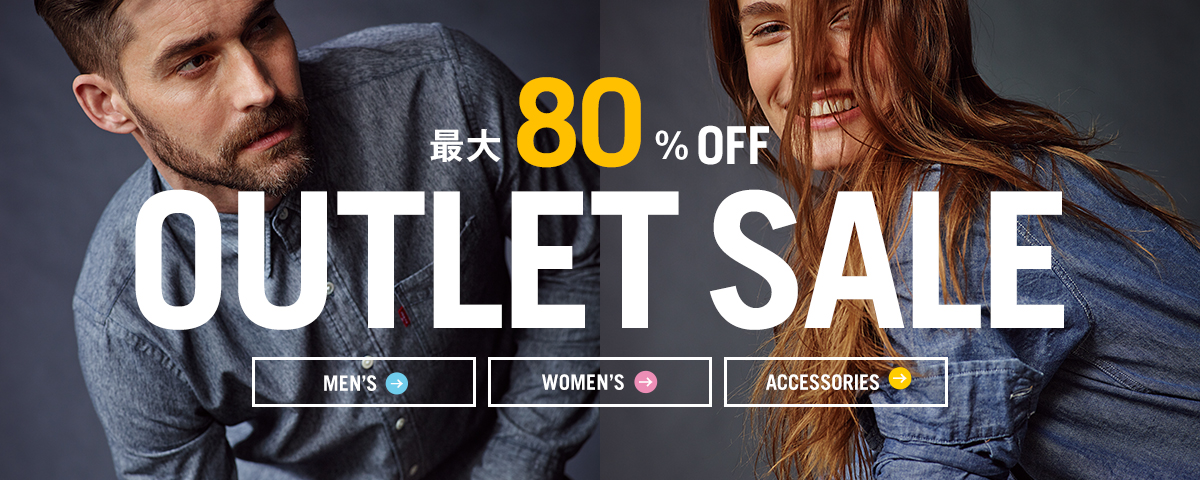 最大 80 % OFF
OUTLET SALE
MEN'S
WOMEN'S
ACCESSORIES